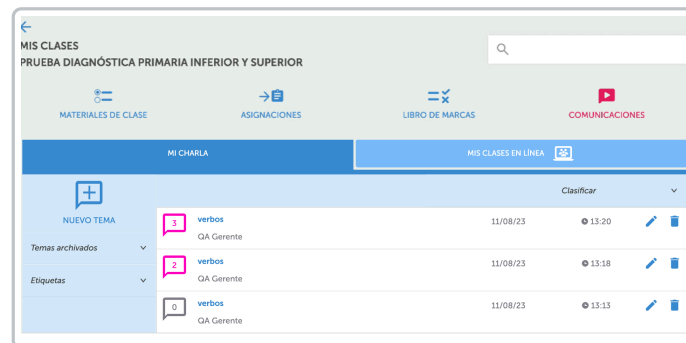 MIS CLASES
PRUEBA DIAGNÓSTICA PRIMARIA INFERIOR Y SUPERIOR
MATERIALES DE CLASE
ASIGNACIONES
LIBRO DE MARCAS
COMUNICACIONES
MI CHARLA
MIS CLASES EN LÍNEA
NUEVO TEMA
Temas archivados
Etiquetas
Clasificar
3 verbos 11/08/23 13:20
QA Gerente
2 verbos 11/08/23 13:18
QA Gerente
0 verbos 11/08/23 13:13
QA Gerente